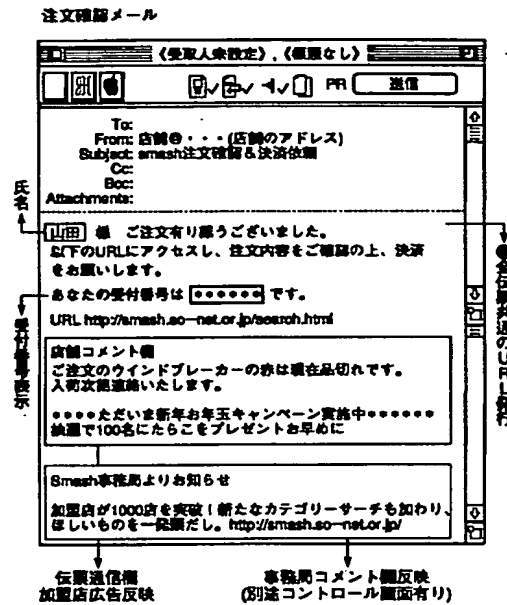 注文確認メール
《受取人未設定》,《標題なし》
PR 送信
To:
From: 店舗@・・・(店舗のアドレス)
Subject: smash注文確認&決済依頼
Cc:
Bcc:
Attachments:
氏名
山田 様 ご注文有り難うございました。
以下のURLにアクセスし、注文内容をご確認の上、決済
をお願いします。
あなたの受付番号は ****** です。
URL http://smash.so-net.or.jp/search.html
受付番号表示
全伝票共通のURL発行
店舗コメント欄
ご注文のウインドブレーカーの赤は現在品切れです。
入荷次第連絡いたします。
****ただいま新年お年玉キャンペーン実施中******
抽選で100名にたらこをプレゼントお早めに
Smash事務局よりお知らせ
加盟店が1000店を突破!新たなカテゴリーサーチも加わり、
ほしいものを一発顕だし。http://smash.so-net.or.jp/
伝票通信欄
加盟店広告反映
事務局コメント欄反映
(別途コントロール画面有り)